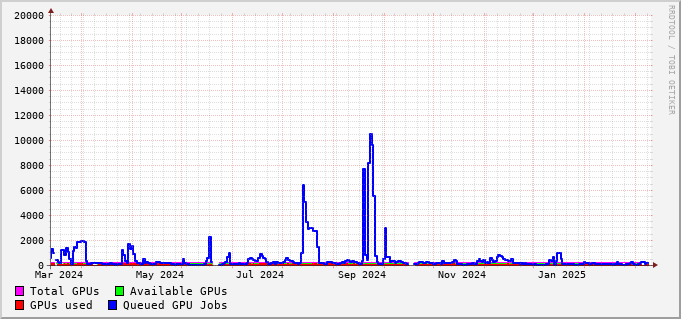 20000
18000
16000
14000
12000
10000
8000
6000
4000
2000
0
Mar 2024 May 2024 Jul 2024 Sep 2024 Nov 2024 Jan 2025
Total GPUs Available GPUs
GPUs used Queued GPU Jobs
RRDTOOL / TOBI OETIKER